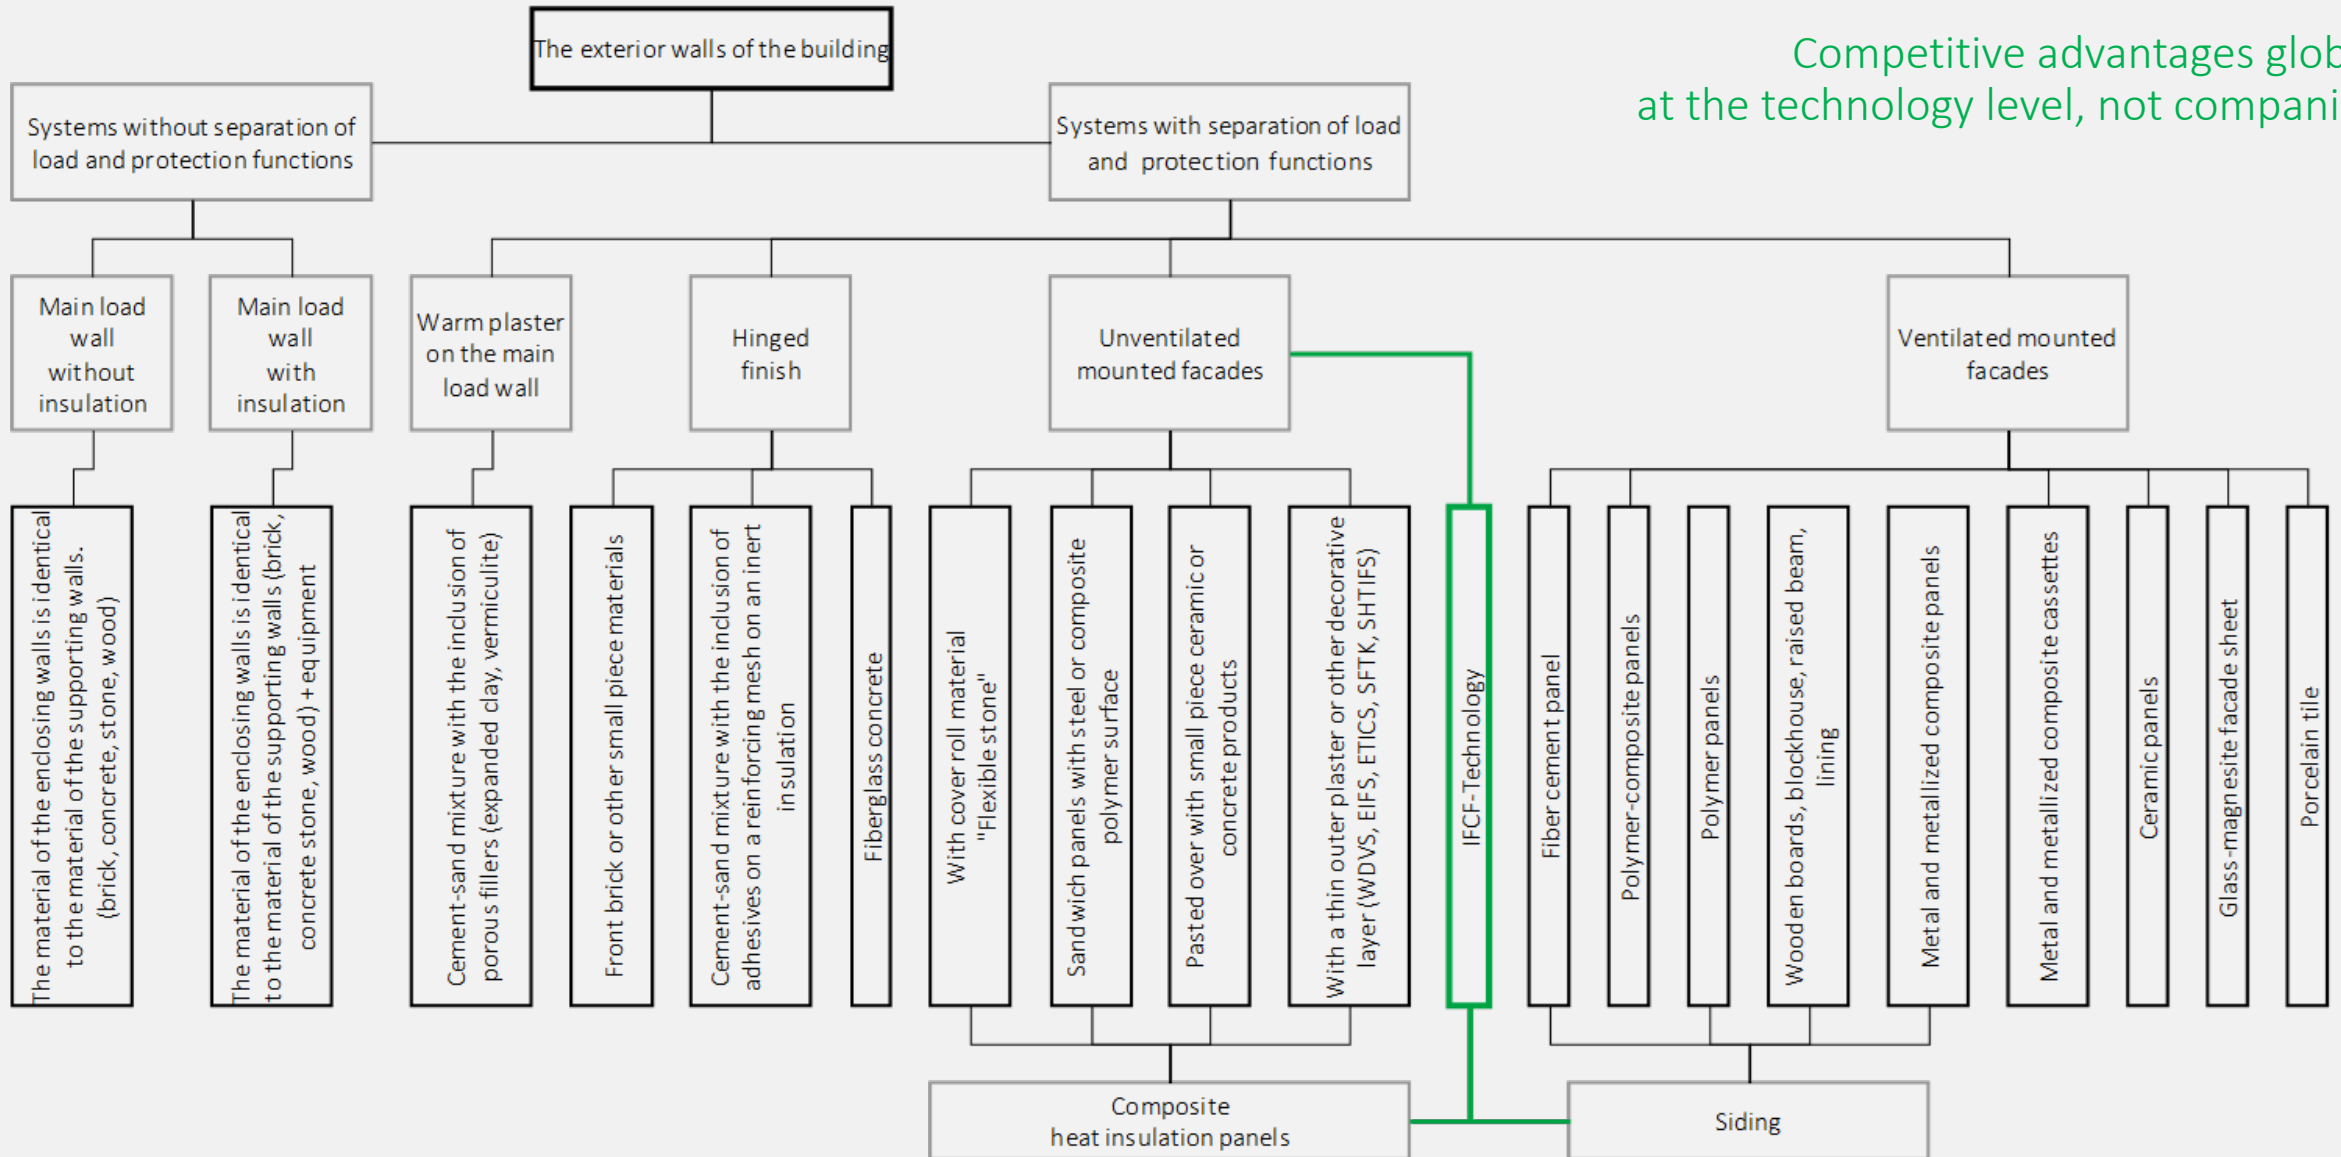 The exterior walls of the building
Competitive advantages glob
at the technology level, not compani
Systems without separation of
load and protection functions
Systems with separation of load
and protection functions
Main load
wall
without
insulation
Main load
wall
with
insulation
Warm plaster
on the main
load wall
Hinged
finish
Unventilated
mounted facades
Ventilated mounted
facades
The material of the enclosing walls is identical
to the material of the supporting walls.
(brick, concrete, stone, wood)
The material of the enclosing walls is identical
to the material of the supporting walls (brick,
concrete stone, wood) + equipment
Cement-sand mixture with the inclusion of
porous fillers (expanded clay, vermiculite)
Front brick or other small piece materials
Cement-sand mixture with the inclusion of
adhesives on a reinforcing mesh on an inert
insulation
Fiberglass concrete
With cover roll material
"Flexible stone"
Sandwich panels with steel or composite
polymer surface
Pasted over with small piece ceramic or
concrete products
With a thin outer plaster or other decorative
layer (WDVS, EIFS, ETICS, SFTK, SHTIFS)
IFCF-Technology
Fiber cement panel
Polymer-composite panels
Polymer panels
Wooden boards, blockhouse, raised beam,
lining
Metal and metallized composite panels
Metal and metallized composite cassettes
Ceramic panels
Glass-magnesite facade sheet
Porcelain tile
Composite
heat insulation panels
Siding